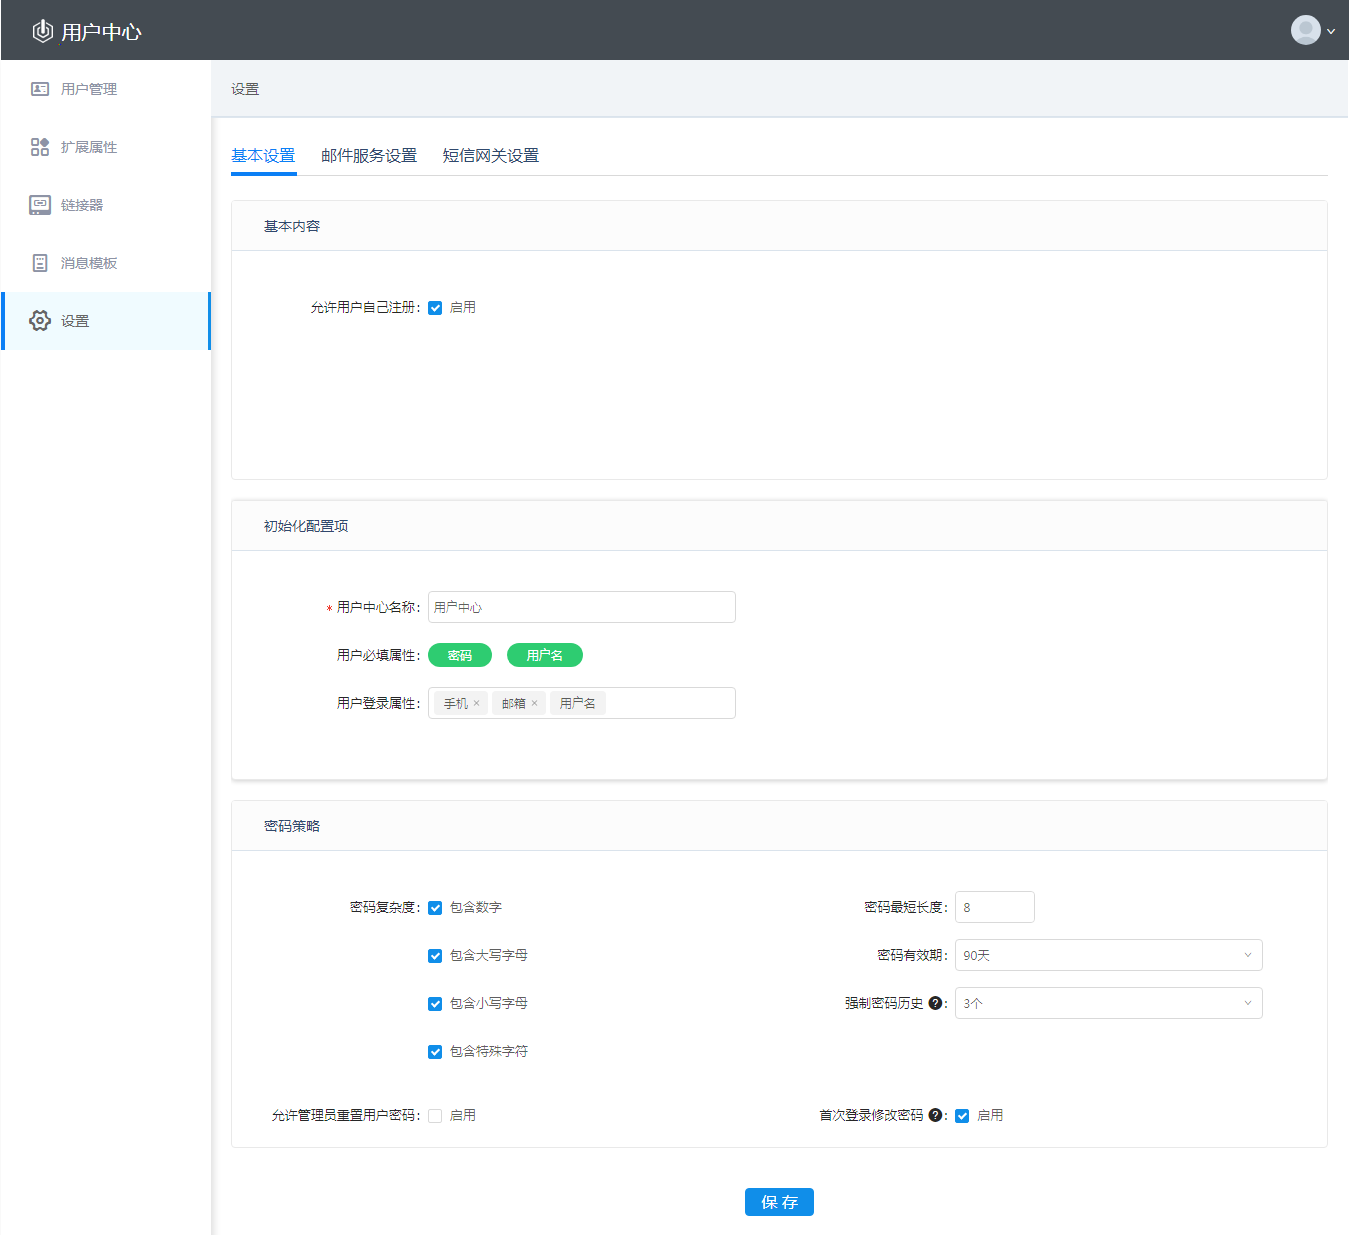 用户中心
用户管理
扩展属性
链接器
消息模板
设置
设置
基本设置 邮件服务设置 短信网关设置
基本内容
允许用户自己注册: 启用
初始化配置项
* 用户中心名称: 用户中心
用户必填属性: 密码 用户名
用户登录属性: 手机 × 邮箱 × 用户名
密码策略
密码复杂度: 包含数字 密码最短长度: 8
包含大写字母 密码有效期: 90天
包含小写字母 强制密码历史 ?: 3个
包含特殊字符
允许管理员重置用户密码: 启用 首次登录修改密码 ?: 启用
保 存